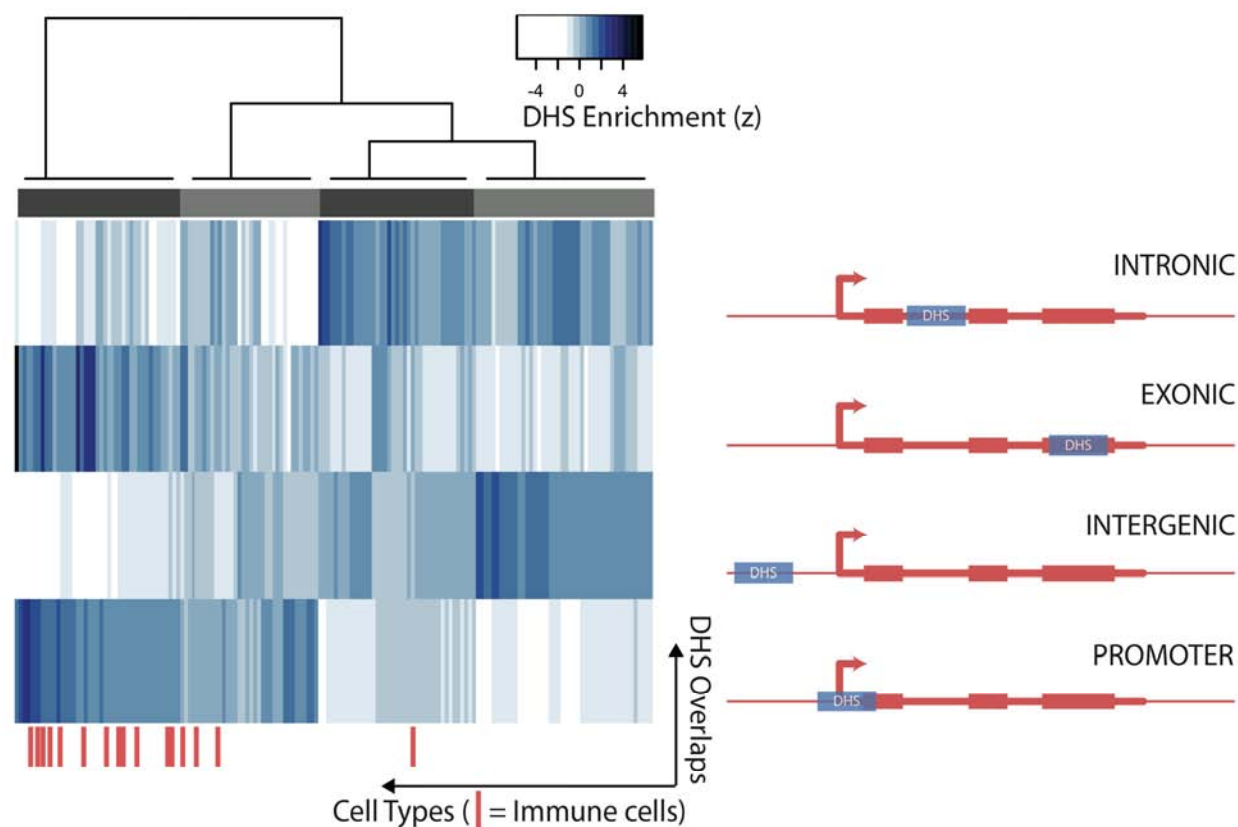 -4 0 4
DHS Enrichment (z)
INTRONIC
DHS
EXONIC
DHS
INTERGENIC
DHS
PROMOTER
DHS
DHS Overlaps
Cell Types ( = Immune cells)